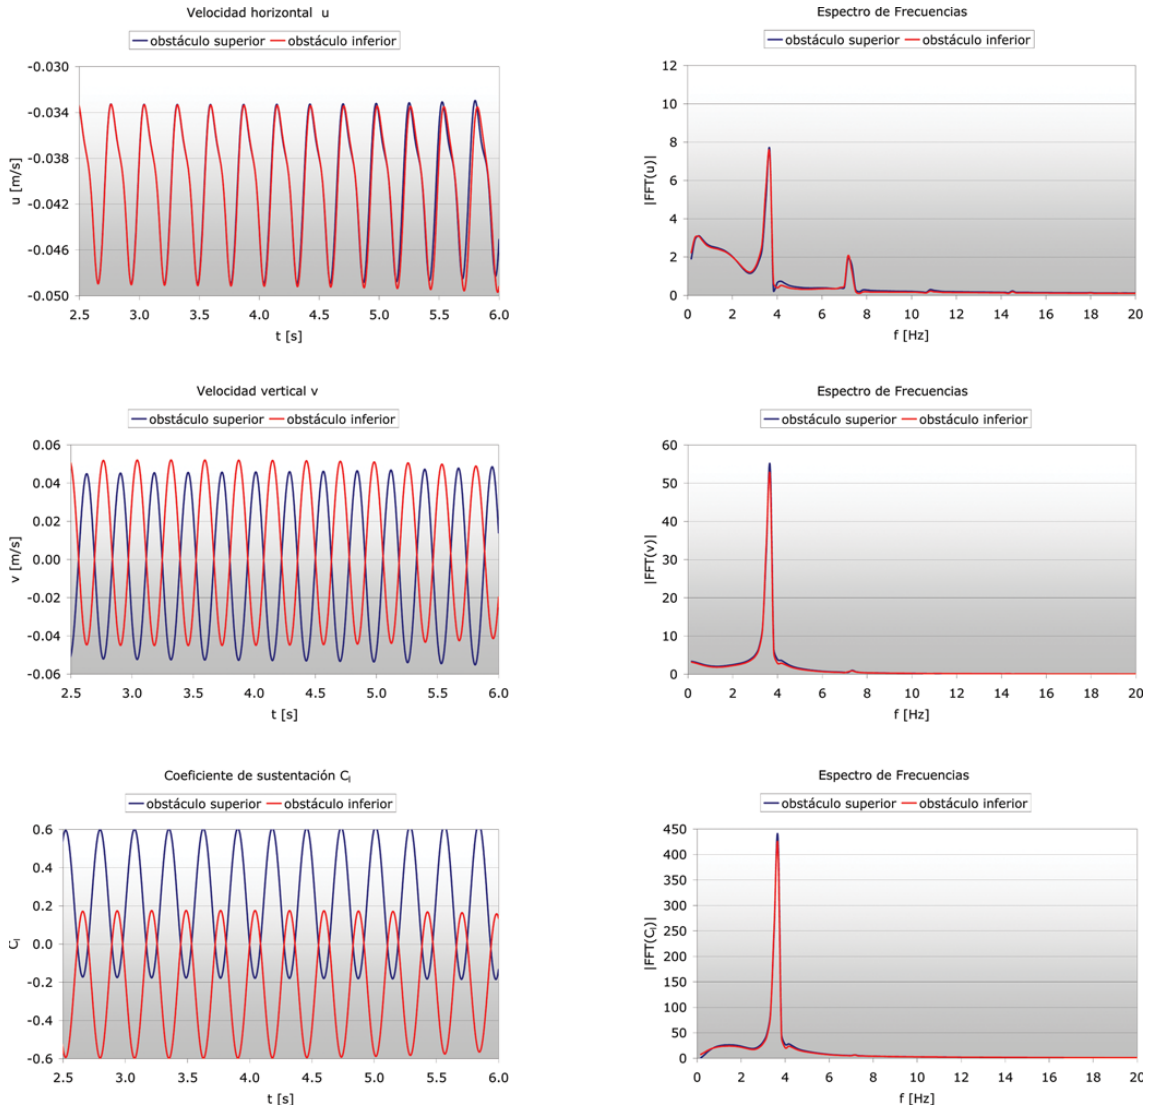 Velocidad horizontal u
obstáculo superior obstáculo inferior
-0.030
-0.034
-0.038
-0.042
-0.046
-0.050
u [m/s]
2.5 3.0 3.5 4.0 4.5 5.0 5.5 6.0
t [s]
Espectro de Frecuencias
obstáculo superior obstáculo inferior
12
10
8
6
4
2
0
|FFT(u)|
0 2 4 6 8 10 12 14 16 18 20
f [Hz]
Velocidad vertical v
obstáculo superior obstáculo inferior
0.06
0.04
0.02
0.00
-0.02
-0.04
-0.06
v [m/s]
2.5 3.0 3.5 4.0 4.5 5.0 5.5 6.0
t [s]
Espectro de Frecuencias
obstáculo superior obstáculo inferior
60
50
40
30
20
10
0
|FFT(v)|
0 2 4 6 8 10 12 14 16 18 20
f [Hz]
Coeficiente de sustentación Cₗ
obstáculo superior obstáculo inferior
0.6
0.4
0.2
0.0
-0.2
-0.4
-0.6
Cₗ
2.5 3.0 3.5 4.0 4.5 5.0 5.5 6.0
t [s]
Espectro de Frecuencias
obstáculo superior obstáculo inferior
450
400
350
300
250
200
150
100
50
0
|FFT(Cₗ)|
0 2 4 6 8 10 12 14 16 18 20
f [Hz]